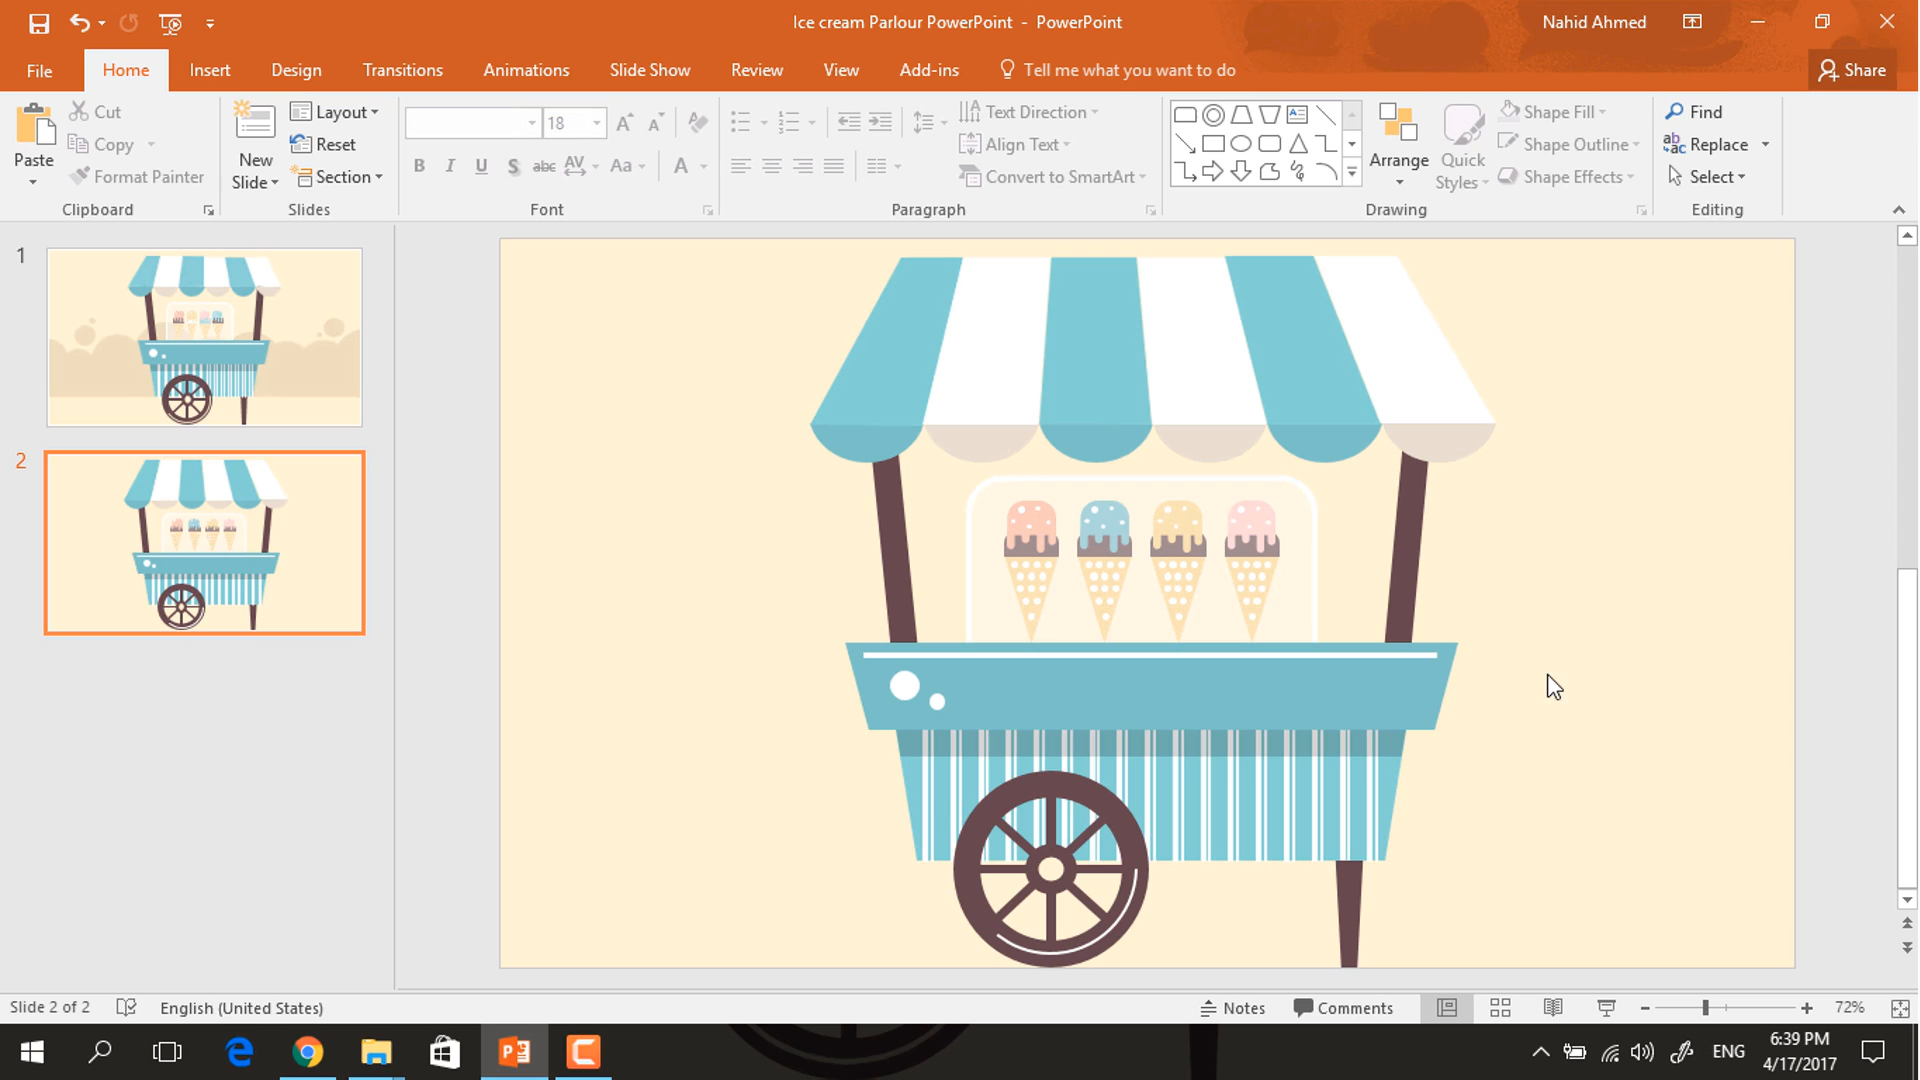 Ice cream Parlour PowerPoint - PowerPoint
Nahid Ahmed
File Home Insert Design Transitions Animations Slide Show Review View Add-ins Tell me what you want to do Share
Paste
Cut
Copy
Format Painter
Clipboard
New Slide
Layout
Reset
Section
Slides
18
B I U S abc AV Aa A
Font
Text Direction
Align Text
Convert to SmartArt
Paragraph
Arrange
Quick Styles
Shape Fill
Shape Outline
Shape Effects
Drawing
Find
Replace
Select
Editing
1
2
Slide 2 of 2 English (United States) Notes Comments 72%
ENG
6:39 PM
4/17/2017